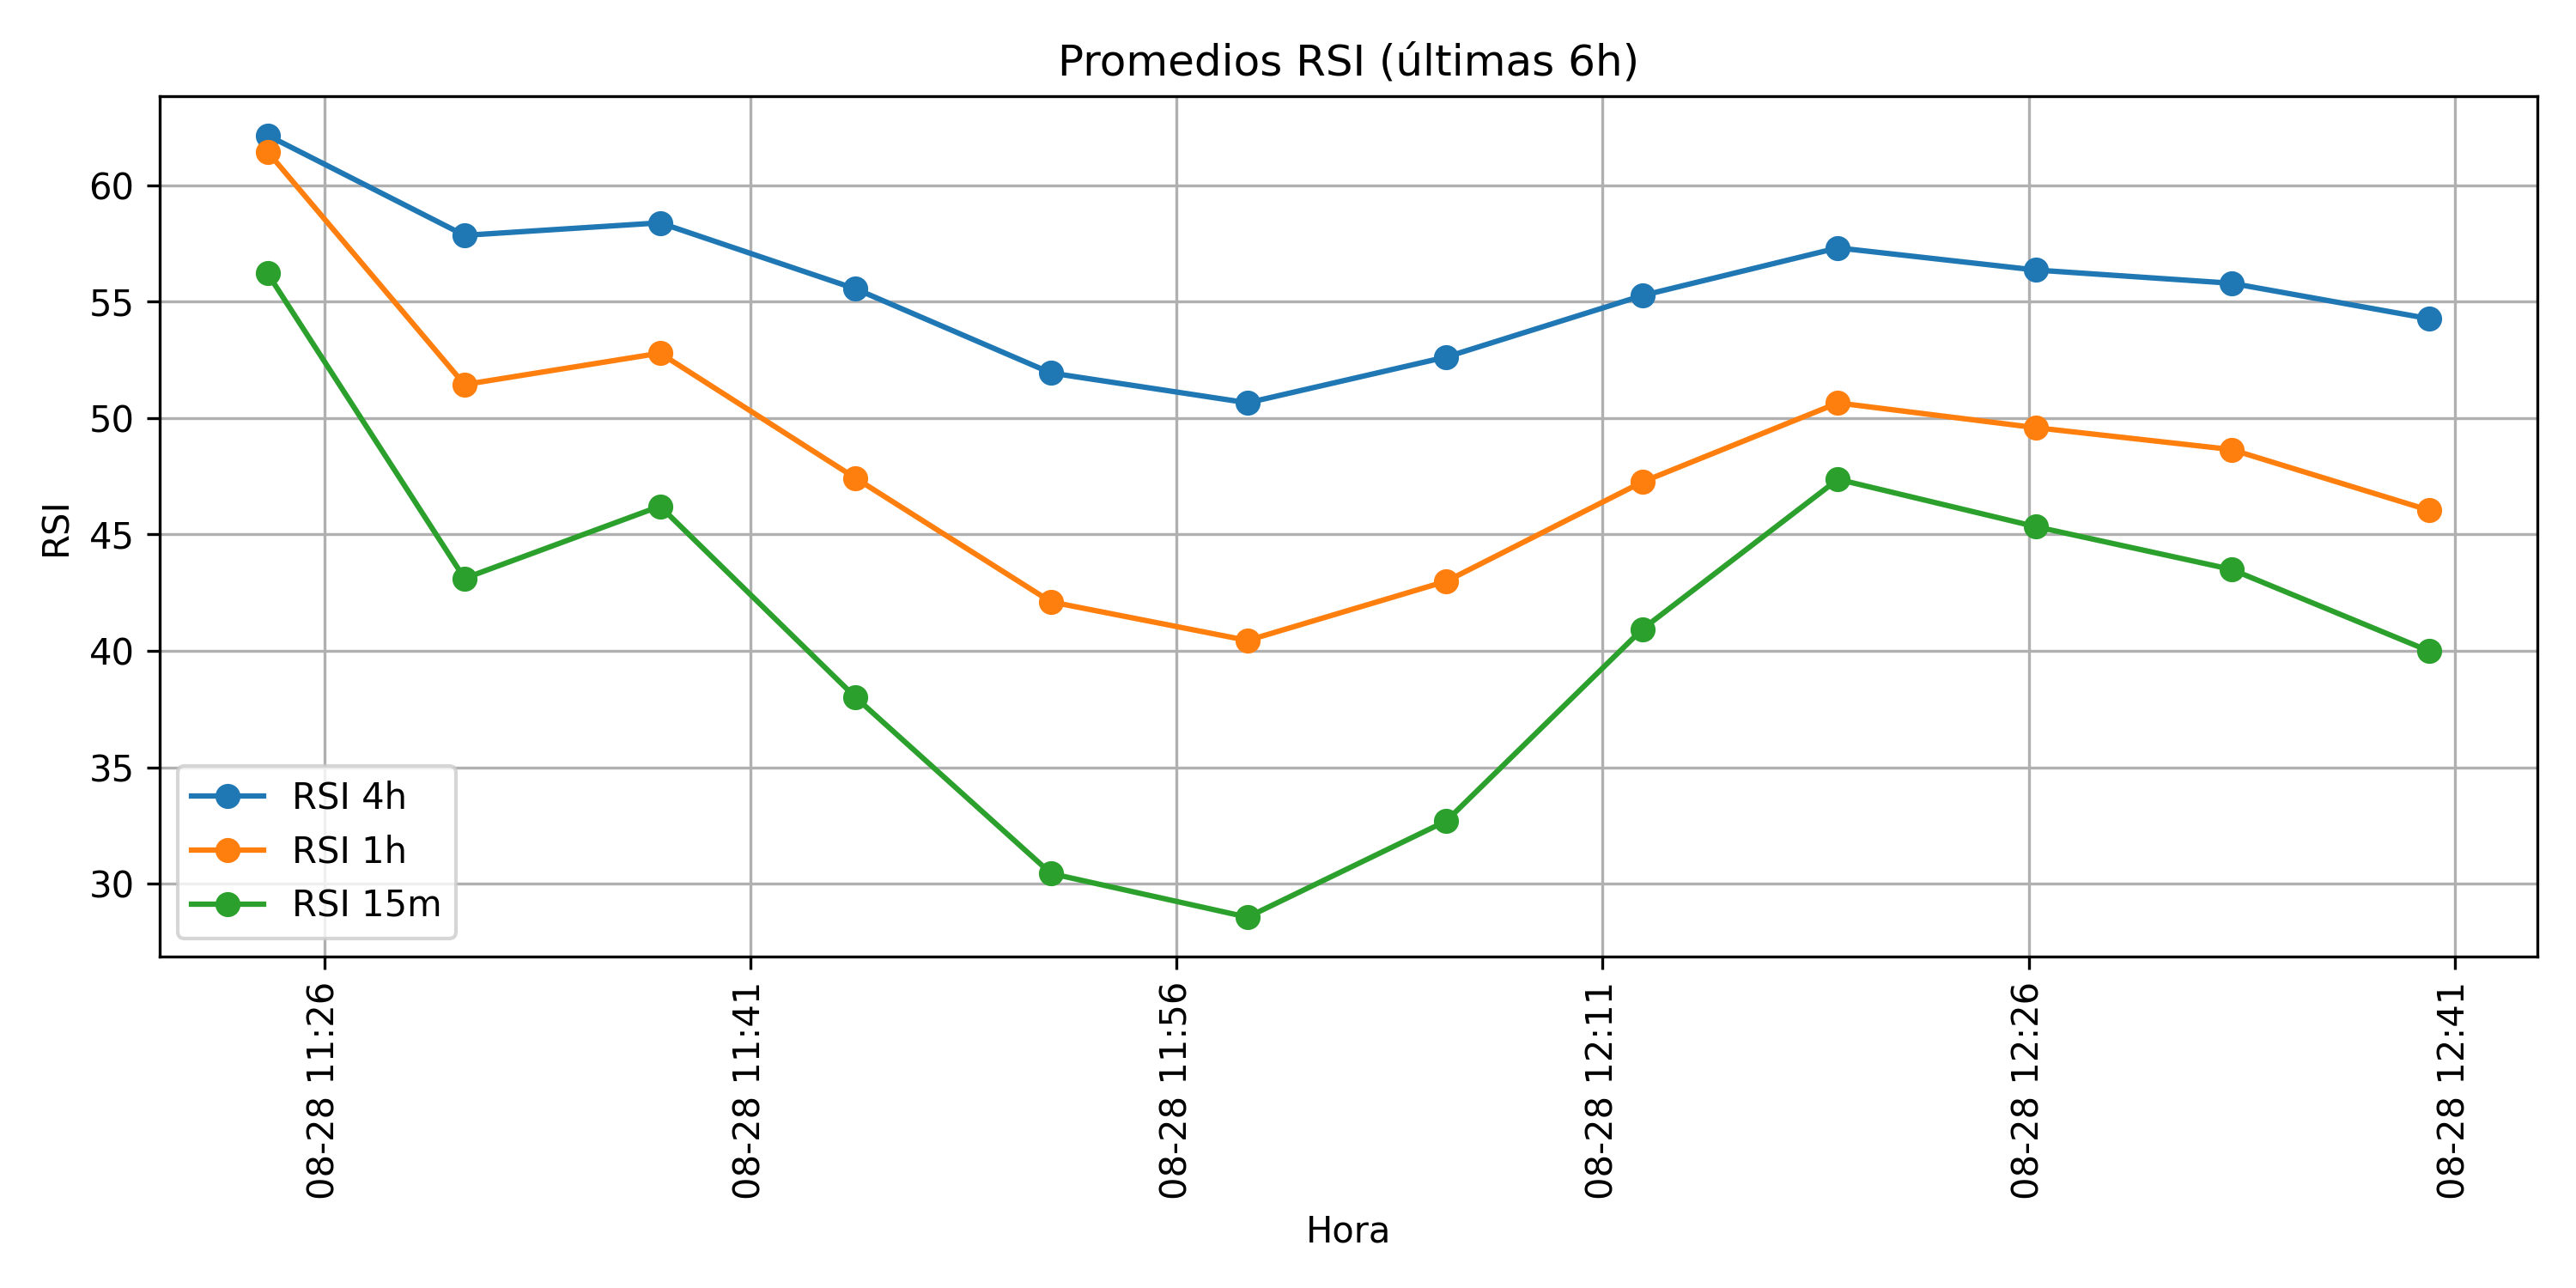 Promedios RSI (últimas 6h)
RSI
60
55
50
45
40
35
30
RSI 4h
RSI 1h
RSI 15m
08-28 11:26
08-28 11:41
08-28 11:56
08-28 12:11
08-28 12:26
08-28 12:41
Hora